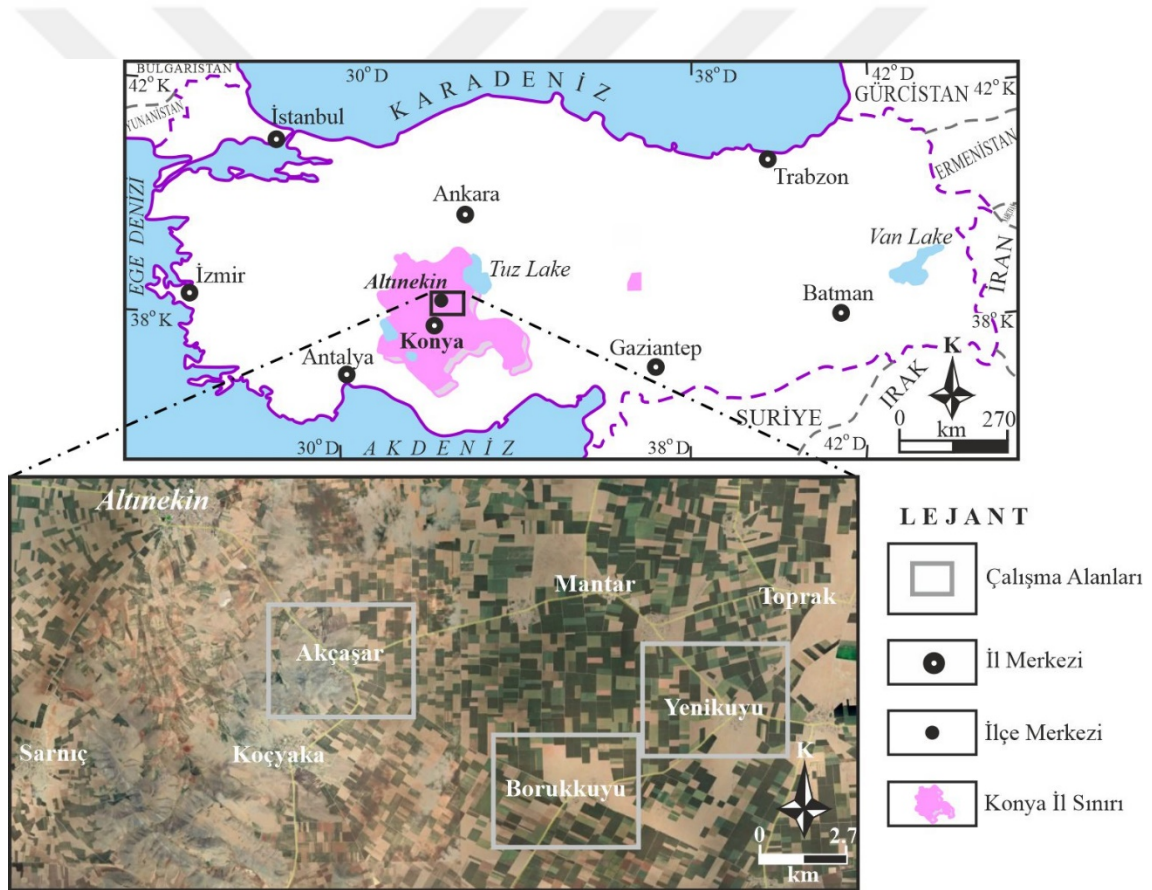 BULGARİSTAN
42° K
30° D
38° D
42° D
42° K
YUNANİSTAN
KARADENİZ
GÜRCİSTAN
İstanbul
ERMENİSTAN
Trabzon
Ankara
EGE DENİZİ
Van Lake
İRAN
Tuz Lake
İzmir
Altınekin
Batman
38° K
38° K
Konya
K
Antalya
Gaziantep
IRAK
SURİYE
0 270
km
30° D
AKDENİZ
38° D
42° D
Altınekin
LEJANT
Mantar
Toprak
Çalışma Alanları
Akçaşar
İl Merkezi
Yenikuyu
Sarnıç
Koçyaka
İlçe Merkezi
K
Borukkuyu
Konya İl Sınırı
0 2.7
km